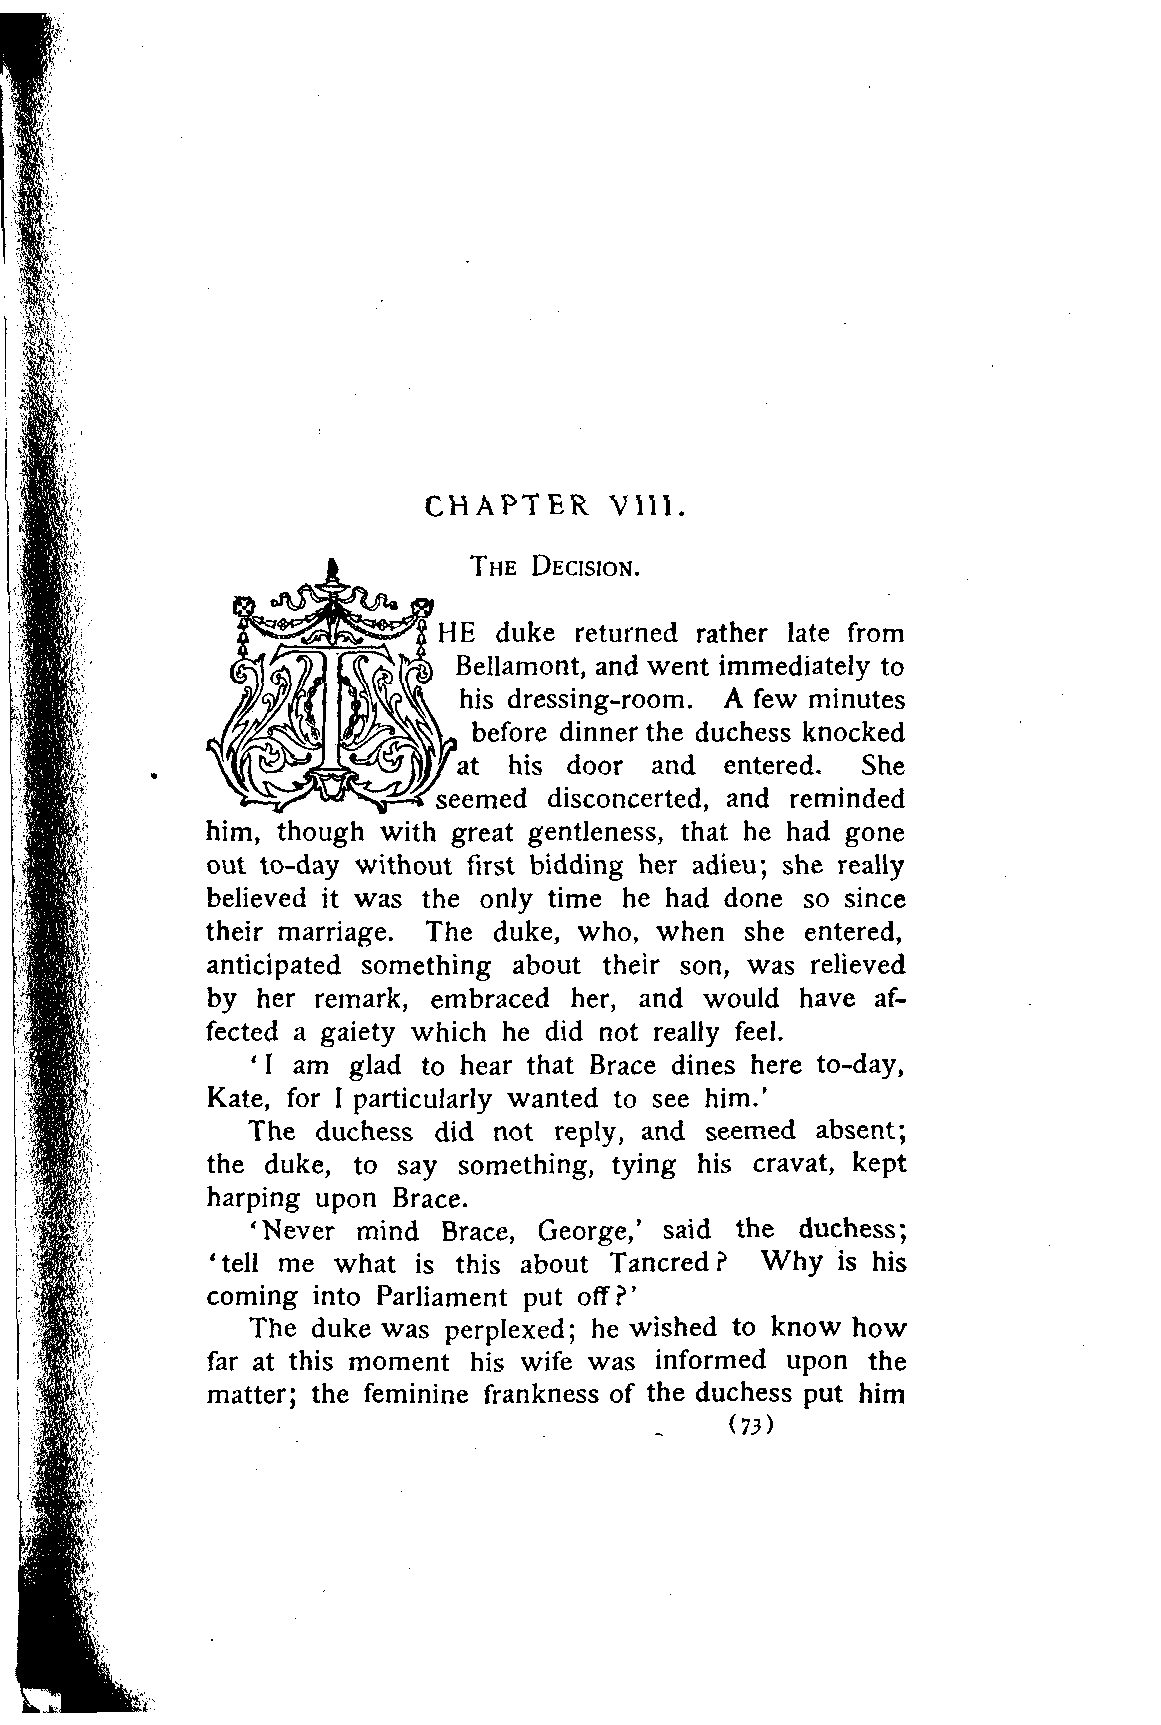 CHAPTER VIII.
THE DECISION.
THE duke returned rather late from
Bellamont, and went immediately to
his dressing-room. A few minutes
before dinner the duchess knocked
at his door and entered. She
seemed disconcerted, and reminded
him, though with great gentleness, that he had gone
out to-day without first bidding her adieu; she really
believed it was the only time he had done so since
their marriage. The duke, who, when she entered,
anticipated something about their son, was relieved
by her remark, embraced her, and would have af-
fected a gaiety which he did not really feel.
‘I am glad to hear that Brace dines here to-day,
Kate, for I particularly wanted to see him.’
The duchess did not reply, and seemed absent;
the duke, to say something, tying his cravat, kept
harping upon Brace.
‘Never mind Brace, George,’ said the duchess;
‘tell me what is this about Tancred? Why is his
coming into Parliament put off?’
The duke was perplexed; he wished to know how
far at this moment his wife was informed upon the
matter; the feminine frankness of the duchess put him
(73)